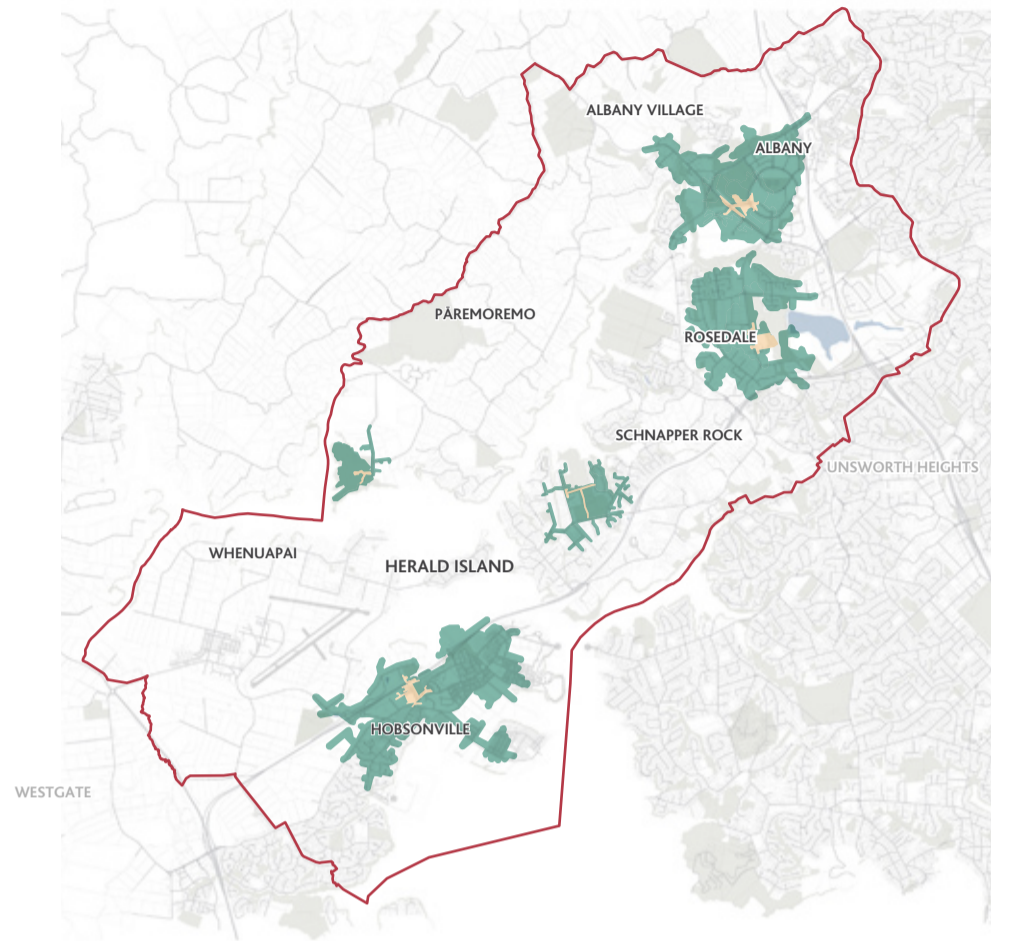 ALBANY VILLAGE
ALBANY
PĀREMOREMO
ROSEDALE
SCHNAPPER ROCK
UNSWORTH HEIGHTS
WHENUAPAI
HERALD ISLAND
HOBSONVILLE
WESTGATE